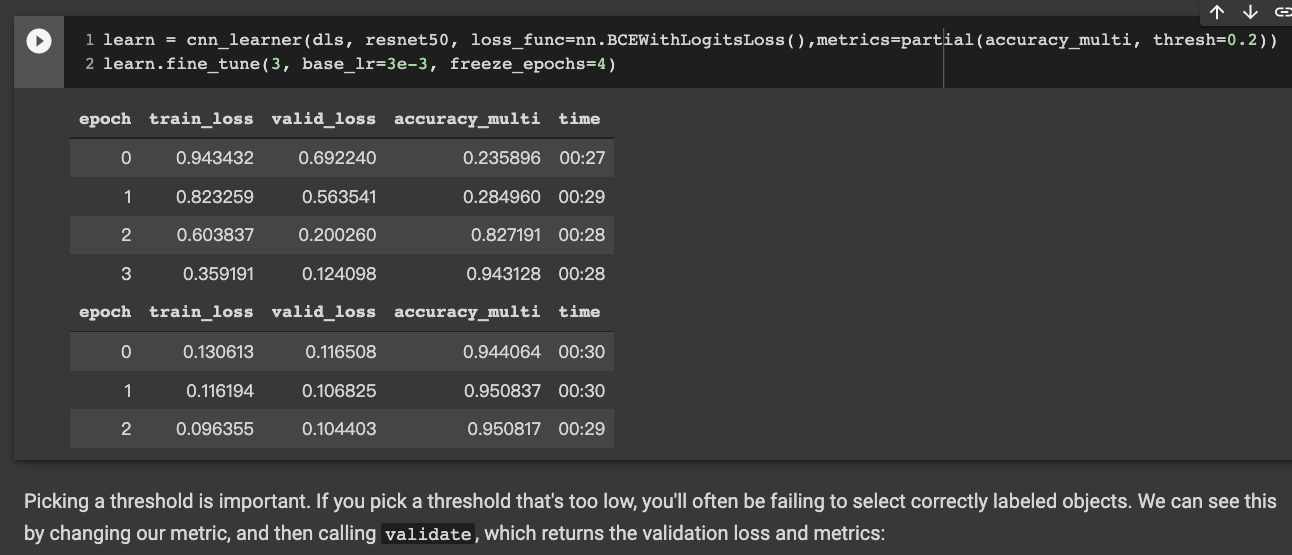 1 learn = cnn_learner(dls, resnet50, loss_func=nn.BCEWithLogitsLoss(),metrics=partial(accuracy_multi, thresh=0.2))
2 learn.fine_tune(3, base_lr=3e-3, freeze_epochs=4)
epoch train_loss valid_loss accuracy_multi time
0 0.943432 0.692240 0.235896 00:27
1 0.823259 0.563541 0.284960 00:29
2 0.603837 0.200260 0.827191 00:28
3 0.359191 0.124098 0.943128 00:28
epoch train_loss valid_loss accuracy_multi time
0 0.130613 0.116508 0.944064 00:30
1 0.116194 0.106825 0.950837 00:30
2 0.096355 0.104403 0.950817 00:29
Picking a threshold is important. If you pick a threshold that's too low, you'll often be failing to select correctly labeled objects. We can see this
by changing our metric, and then calling validate, which returns the validation loss and metrics: